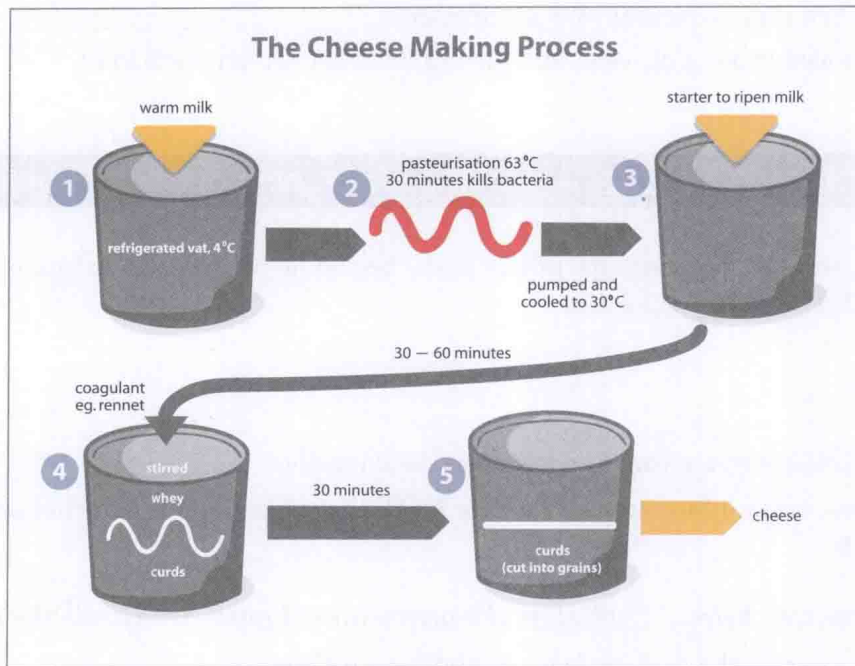 The Cheese Making Process
warm milk
1
refrigerated vat, 4°C
2
pasteurisation 63°C
30 minutes kills bacteria
pumped and
cooled to 30°C
starter to ripen milk
3
30 — 60 minutes
coagulant
eg. rennet
4
stirred
whey
curds
30 minutes
5
curds
(cut into grains)
cheese